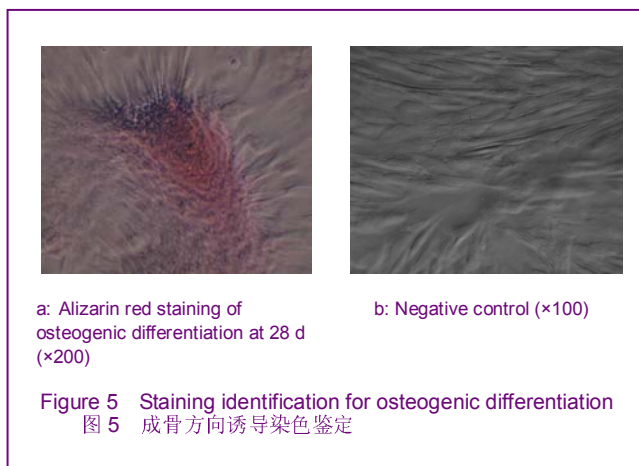 a: Alizarin red staining of
osteogenic differentiation at 28 d
(×200)
b: Negative control (×100)
Figure 5 Staining identification for osteogenic differentiation
图 5 成骨方向诱导染色鉴定